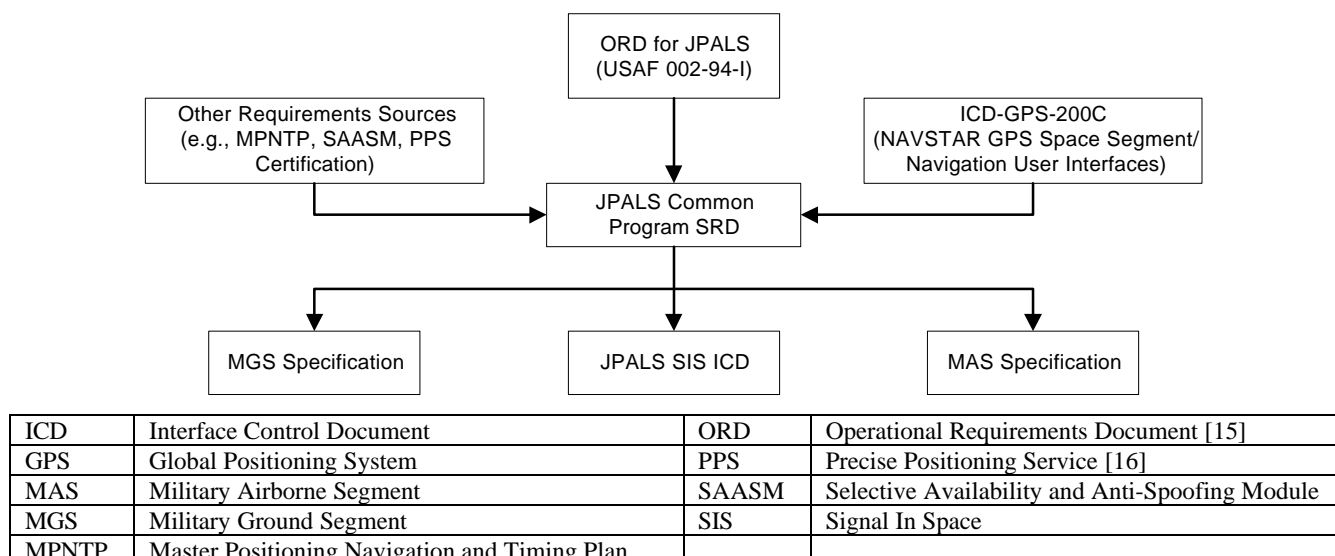 ORD for JPALS
(USAF 002-94-I)
Other Requirements Sources
(e.g., MPNTP, SAASM, PPS
Certification)
ICD-GPS-200C
(NAVSTAR GPS Space Segment/
Navigation User Interfaces)
JPALS Common
Program SRD
MGS Specification
JPALS SIS ICD
MAS Specification
ICD Interface Control Document ORD Operational Requirements Document [15]
GPS Global Positioning System PPS Precise Positioning Service [16]
MAS Military Airborne Segment SAASM Selective Availability and Anti-Spoofing Module
MGS Military Ground Segment SIS Signal In Space
MPNTP Master Positioning Navigation and Timing Plan